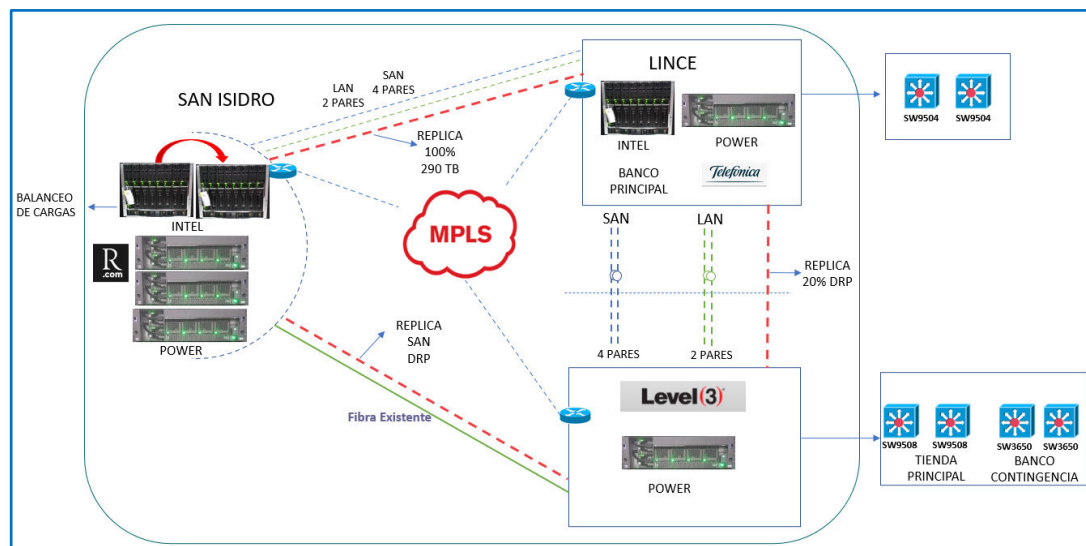 SAN ISIDRO
BALANCEO
DE CARGAS
INTEL
R
.com
POWER
LAN
2 PARES
SAN
4 PARES
REPLICA
100%
290 TB
MPLS
REPLICA
SAN
DRP
Fibra Existente
LINCE
INTEL
POWER
BANCO
PRINCIPAL
Telefónica
SW9504
SW9504
SAN
LAN
REPLICA
20% DRP
4 PARES
2 PARES
Level(3)
POWER
SW9508
SW9508
TIENDA
PRINCIPAL
SW3650
SW3650
BANCO
CONTINGENCIA